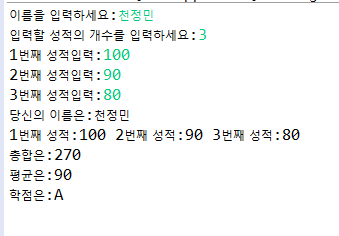 이름을 입력하세요:천정민
입력할 성적의 개수를 입력하세요:3
1번째 성적입력:100
2번째 성적입력:90
3번째 성적입력:80
당신의 이름은:천정민
1번째 성적:100 2번째 성적:90 3번째 성적:80
총합은:270
평균은:90
학점은:A